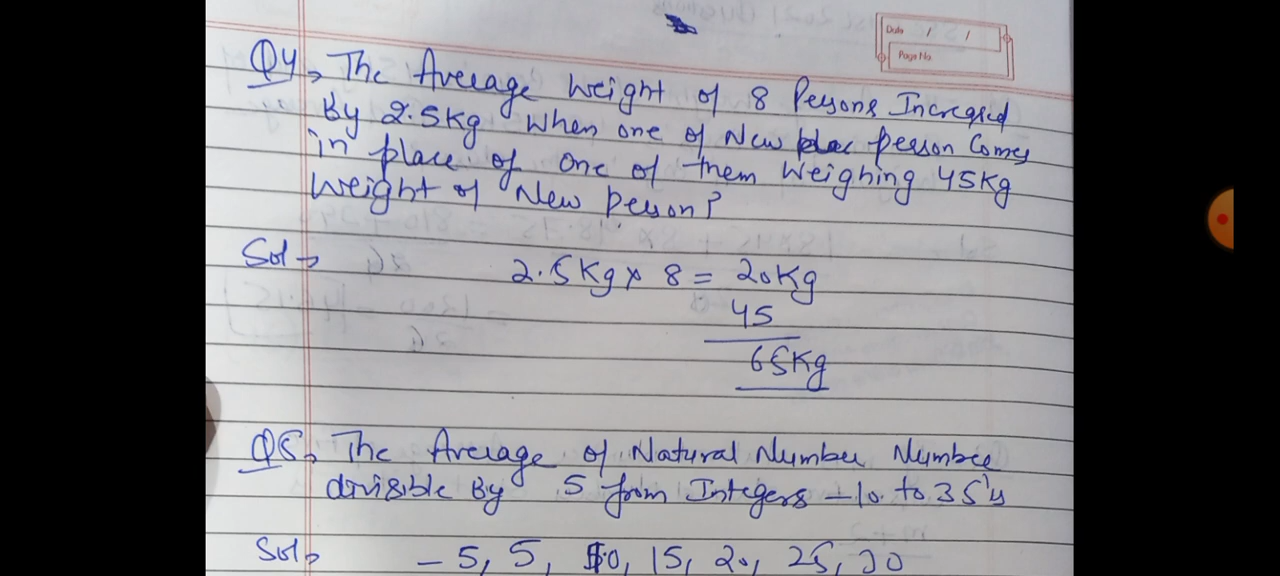 Date / /
Page No.
Q4→ The Average Weight of 8 Persons Increased
By 2.5Kg When one of New person Comes
in place of one of them Weighing 45Kg
Weight of New person?
Sol→ 2.5Kg × 8 = 20Kg
45
65Kg
Q5→ The Average of Natural Number Number
divisible By 5 from Integers -10 to 35's
Sol→ - 5, 5, 10, 15, 20, 25, 30